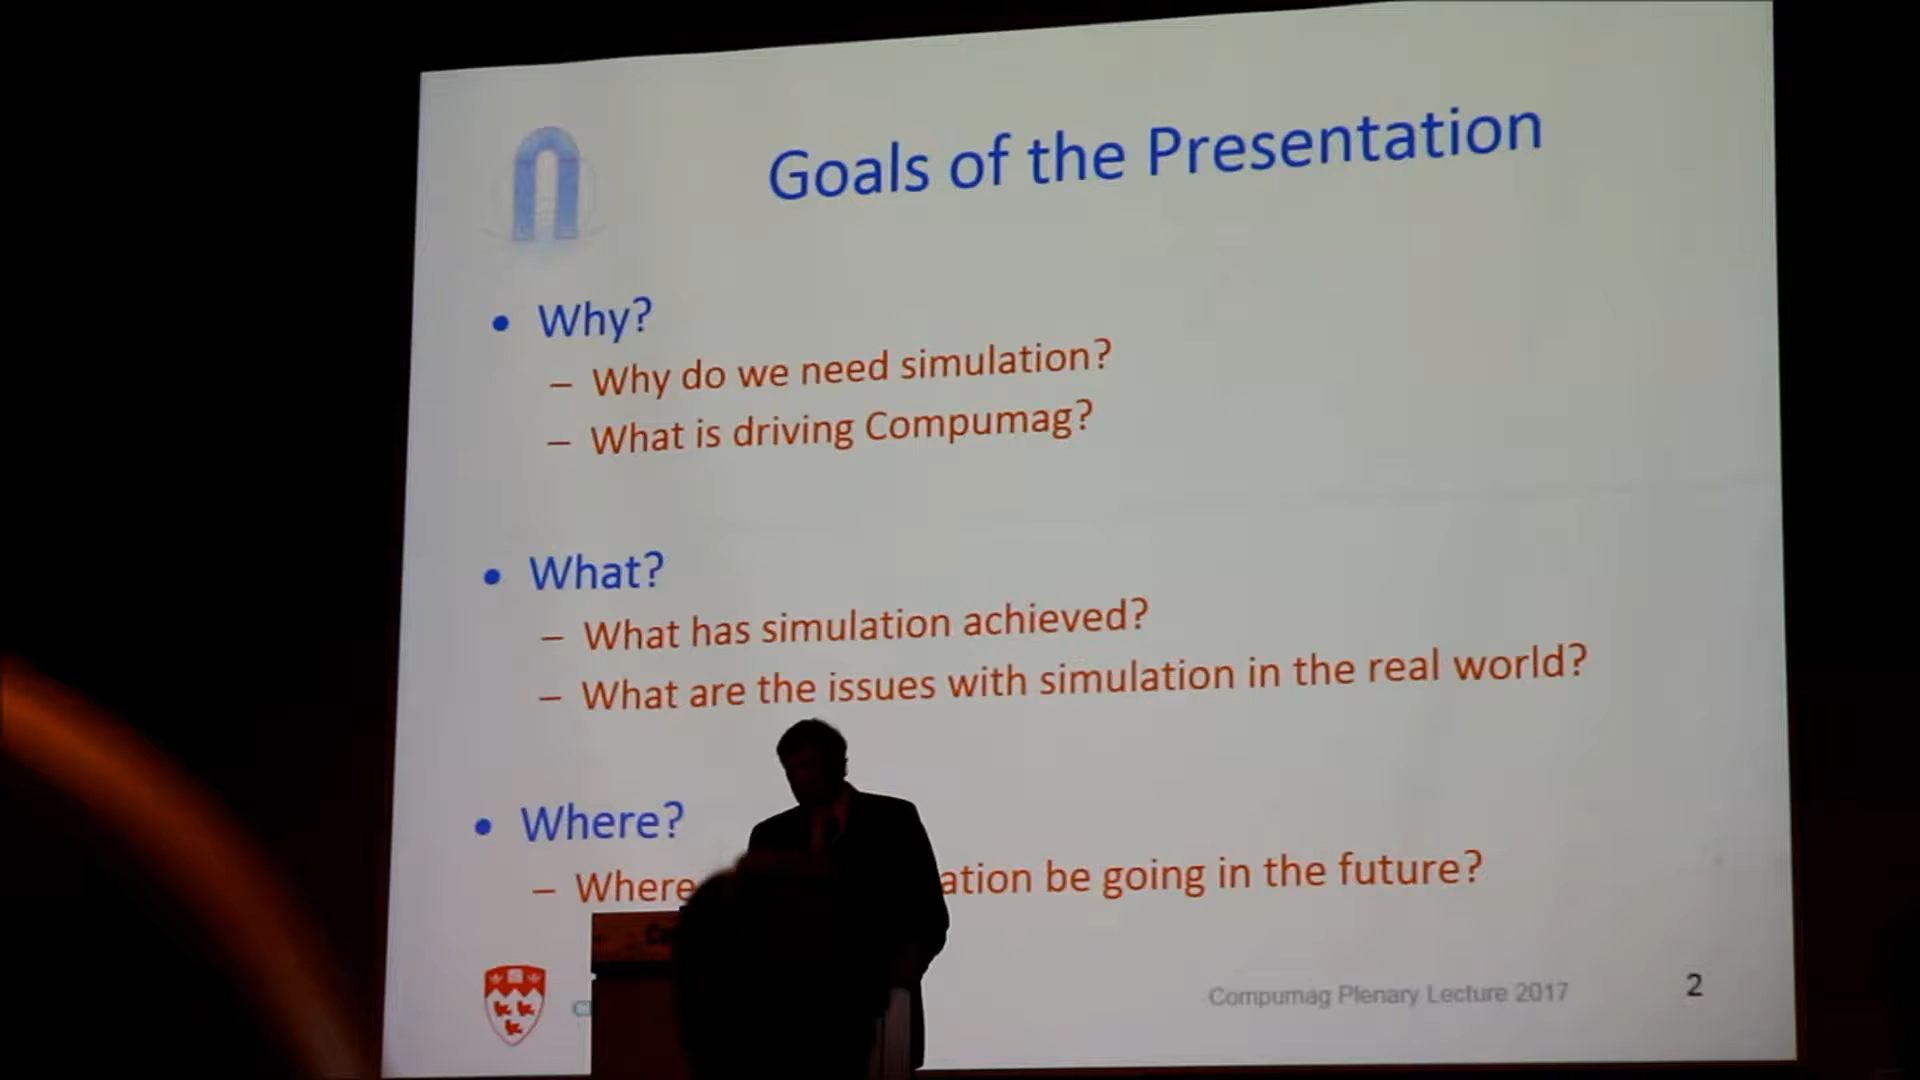 Goals of the Presentation
• Why?
– Why do we need simulation?
– What is driving Compumag?
• What?
– What has simulation achieved?
– What are the issues with simulation in the real world?
• Where?
– Where ation be going in the future?
Compumag Plenary Lecture 2017
2